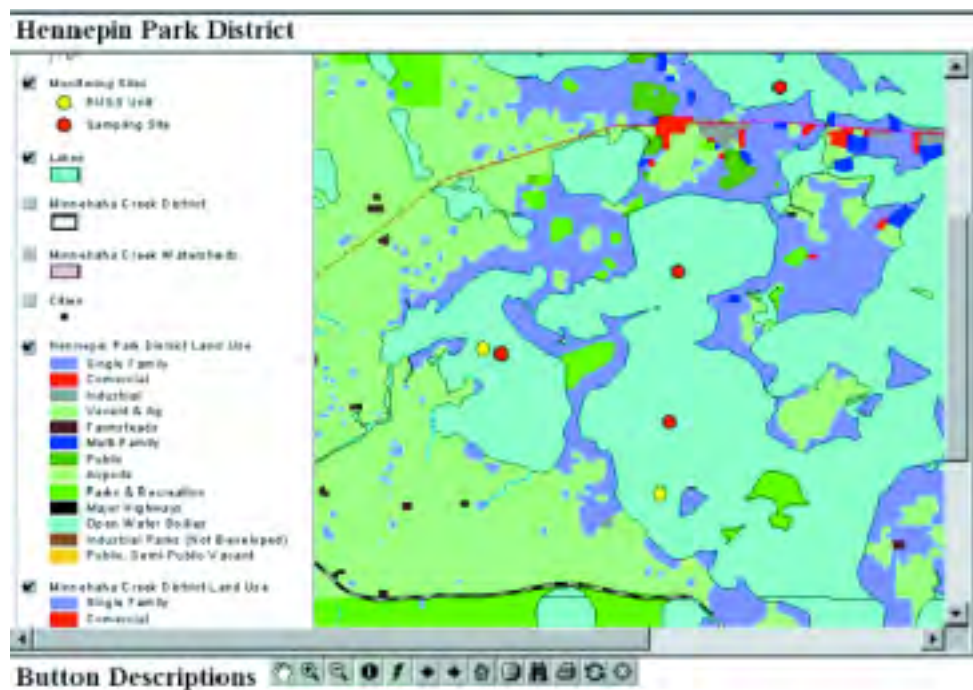 Hennepin Park District
Monitoring Sites
RUSS Unit
Sampling Site
Lakes
Minnehaha Creek District
Minnehaha Creek Watersheds
Cities
Hennepin Park District Land Use
Single Family
Comercial
Industrial
Vacant & Ag
Farmsteads
Multi-Family
Public
Airports
Parks & Recreation
Major Highways
Open Water Bodies
Industrial Parks (Not Developed)
Public, Semi-Public Vacant
Minnehaha Creek District Land Use
Single Family
Comercial
Button Descriptions